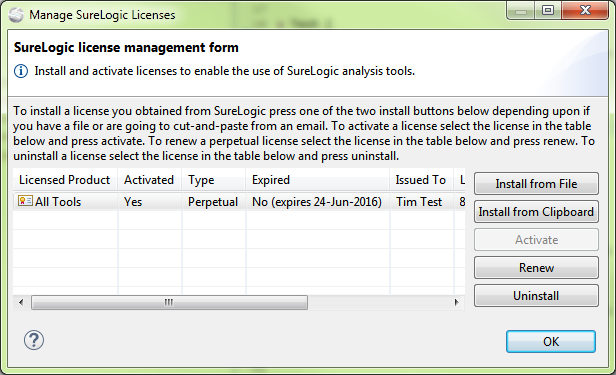 Manage SureLogic Licenses
SureLogic license management form
Install and activate licenses to enable the use of SureLogic analysis tools.
To install a license you obtained from SureLogic press one of the two install buttons below depending upon if
you have a file or are going to cut-and-paste from an email. To activate a license select the license in the table
below and press activate. To renew a perpetual license select the license in the table below and press renew. To
uninstall a license select the license in the table below and press uninstall.
Licensed Product Activated Type Expired Issued To L
All Tools Yes Perpetual No (expires 24-Jun-2016) Tim Test 8
Install from File
Install from Clipboard
Activate
Renew
Uninstall
?
OK